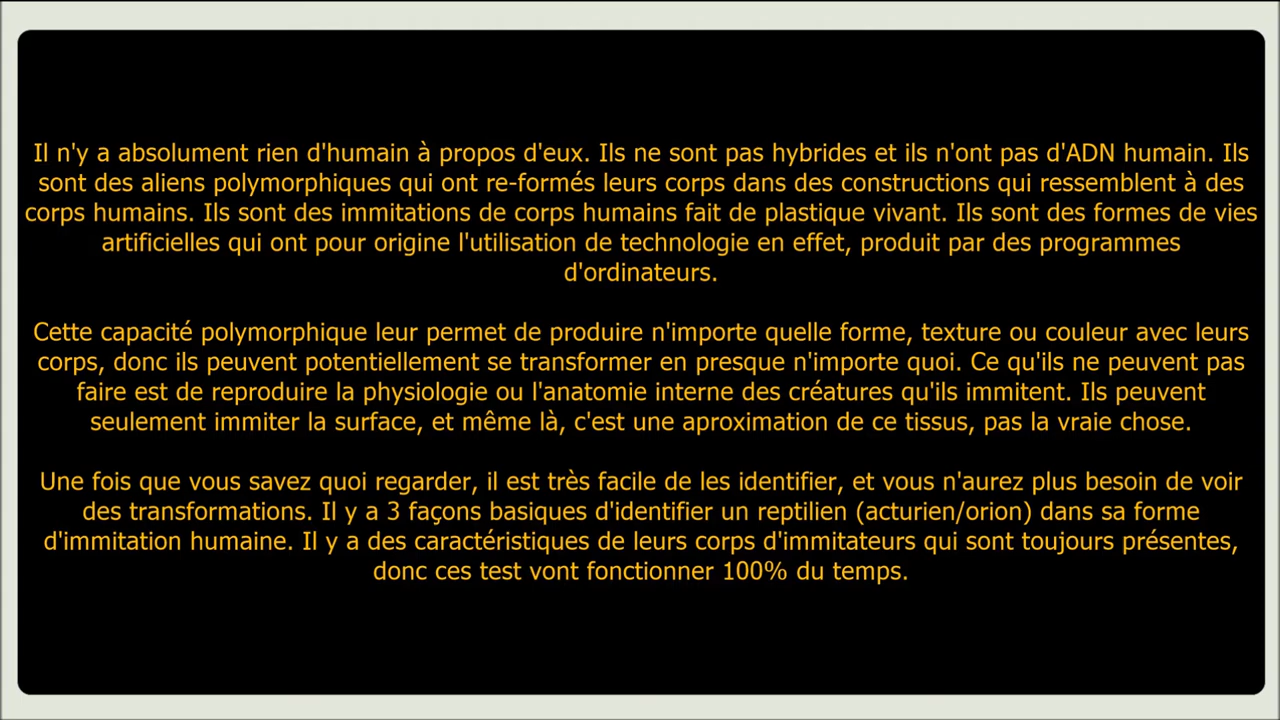 Il n'y a absolument rien d'humain à propos d'eux. Ils ne sont pas hybrides et ils n'ont pas d'ADN humain. Ils
sont des aliens polymorphiques qui ont re-formés leurs corps dans des constructions qui ressemblent à des
corps humains. Ils sont des immitations de corps humains fait de plastique vivant. Ils sont des formes de vies
artificielles qui ont pour origine l'utilisation de technologie en effet, produit par des programmes
d'ordinateurs.
Cette capacité polymorphique leur permet de produire n'importe quelle forme, texture ou couleur avec leurs
corps, donc ils peuvent potentiellement se transformer en presque n'importe quoi. Ce qu'ils ne peuvent pas
faire est de reproduire la physiologie ou l'anatomie interne des créatures qu'ils immitent. Ils peuvent
seulement immiter la surface, et même là, c'est une aproximation de ce tissus, pas la vraie chose.
Une fois que vous savez quoi regarder, il est très facile de les identifier, et vous n'aurez plus besoin de voir
des transformations. Il y a 3 façons basiques d'identifier un reptilien (acturien/orion) dans sa forme
d'immitation humaine. Il y a des caractéristiques de leurs corps d'immitateurs qui sont toujours présentes,
donc ces test vont fonctionner 100% du temps.